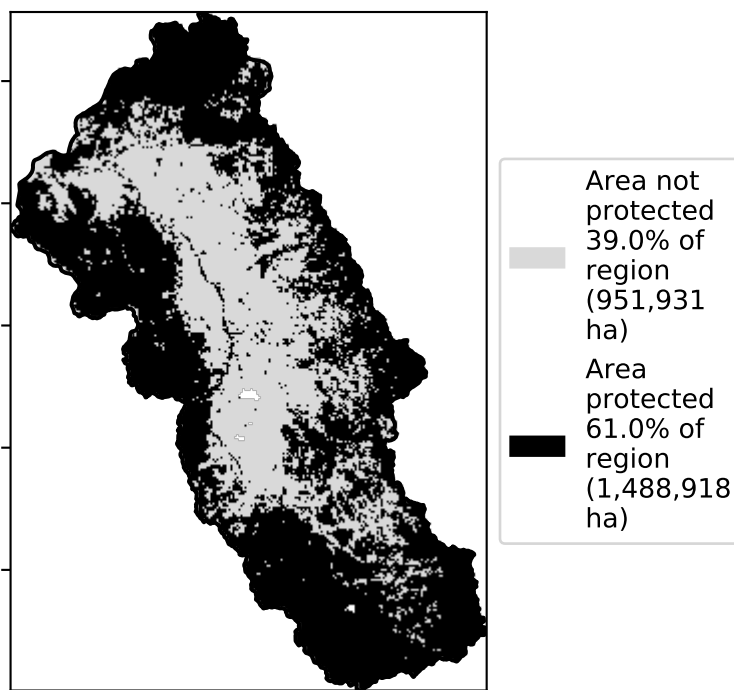 Area not
protected
39.0% of
region
(951,931
ha)
Area
protected
61.0% of
region
(1,488,918
ha)